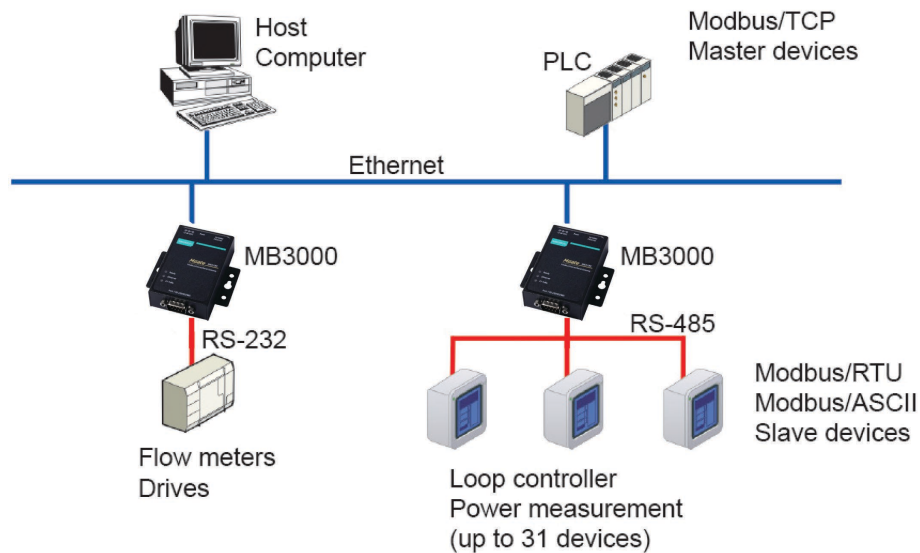 Host
Computer
PLC
Modbus/TCP
Master devices
Ethernet
MB3000
MB3000
RS-232
RS-485
Flow meters
Drives
Loop controller
Power measurement
(up to 31 devices)
Modbus/RTU
Modbus/ASCII
Slave devices